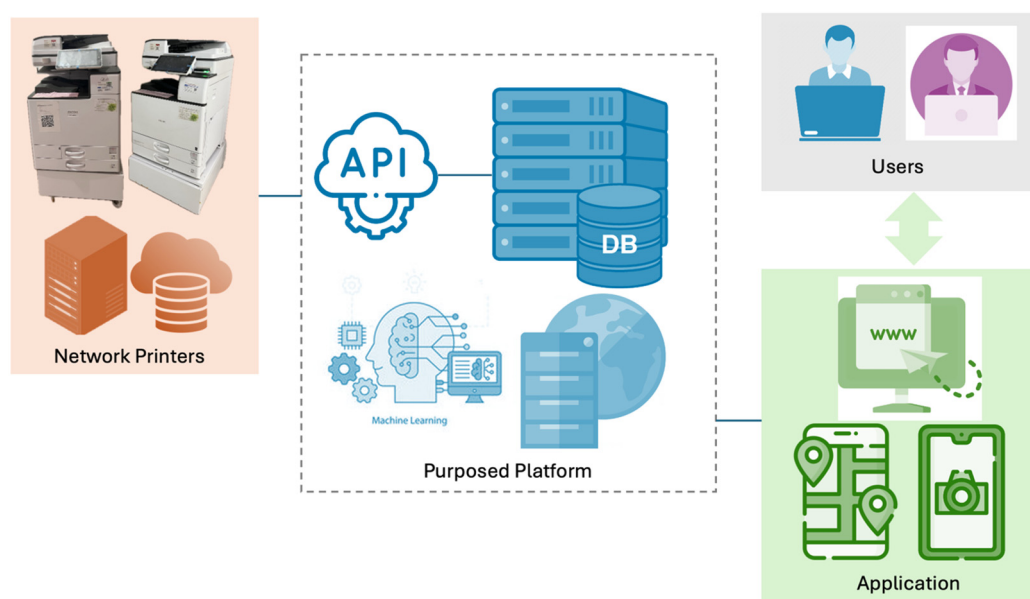 Network Printers
API
DB
Machine Learning
Purposed Platform
Users
www
Application